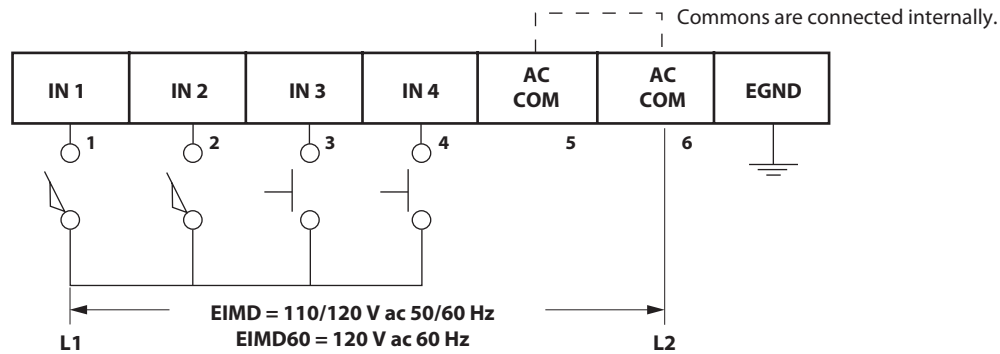 Commons are connected internally.
IN 1
IN 2
IN 3
IN 4
AC
COM
AC
COM
EGND
1
2
3
4
5
6
EIMD = 110/120 V ac 50/60 Hz
EIMD60 = 120 V ac 60 Hz
L1
L2